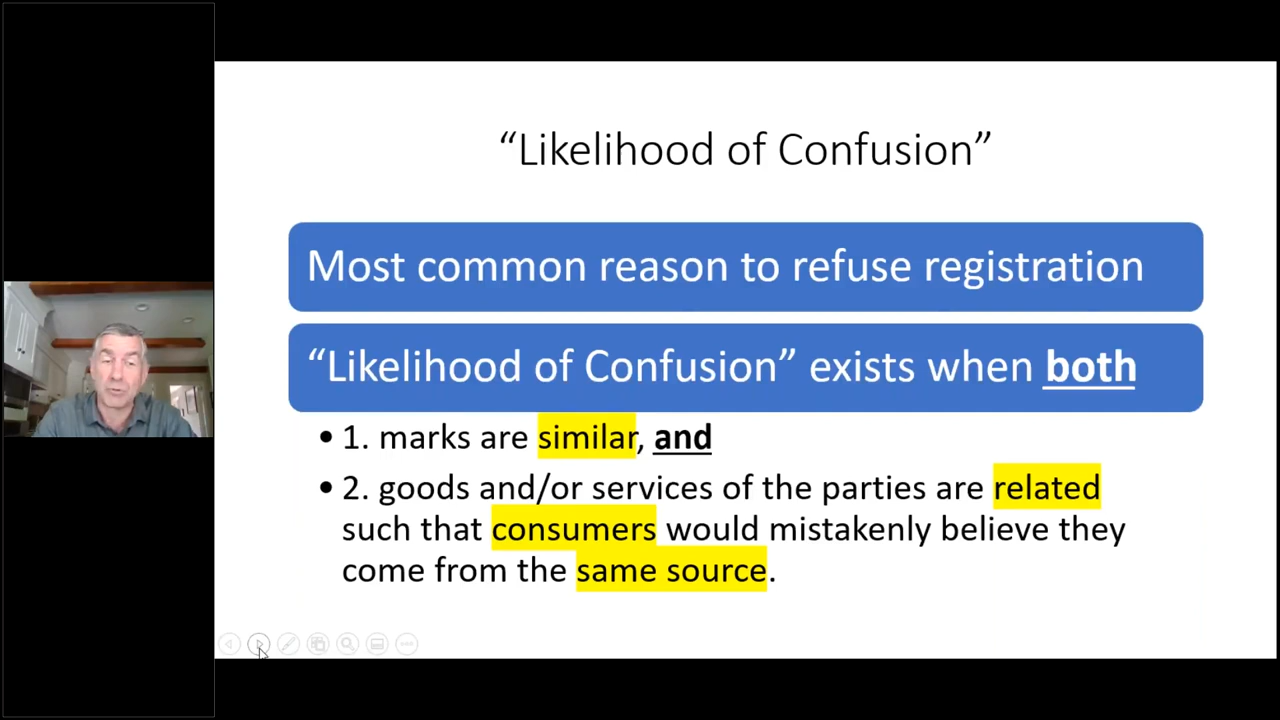 “Likelihood of Confusion”
Most common reason to refuse registration
“Likelihood of Confusion” exists when both
• 1. marks are similar, and
• 2. goods and/or services of the parties are related
such that consumers would mistakenly believe they
come from the same source.